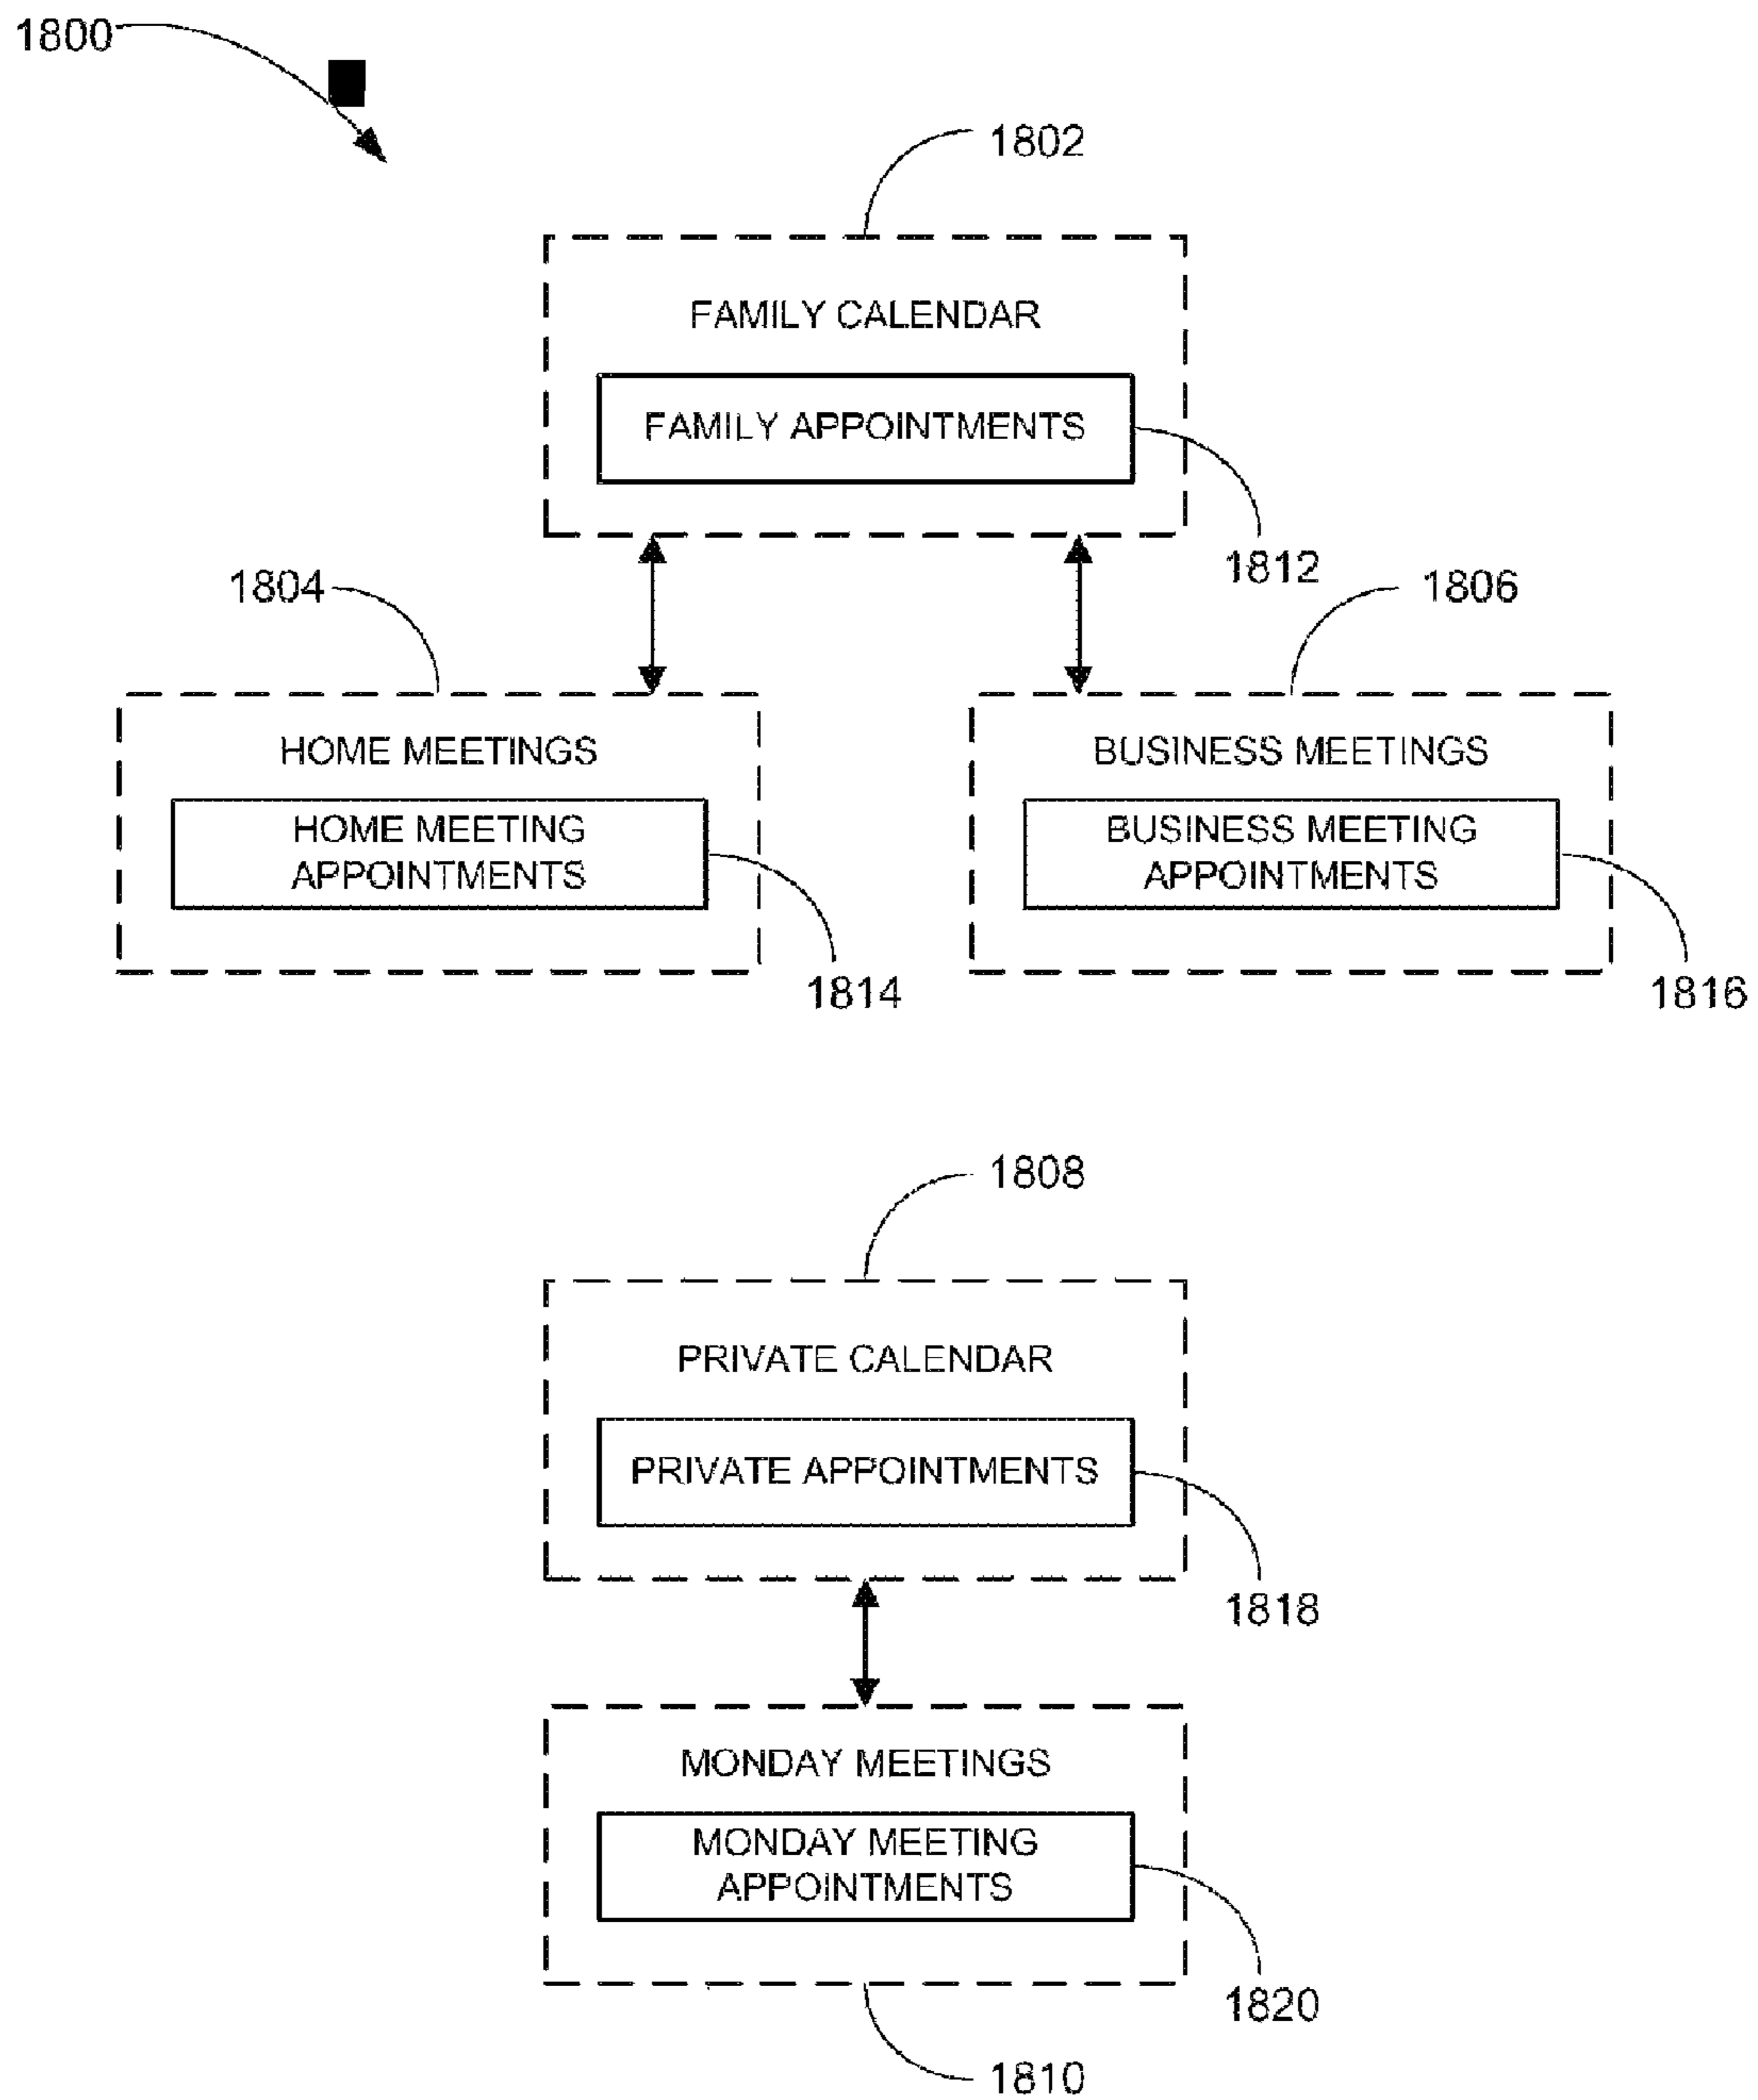 1800
1802
FAMILY CALENDAR
FAMILY APPOINTMENTS
1812
1804
1806
HOME MEETINGS
BUSINESS MEETINGS
HOME MEETING
APPOINTMENTS
BUSINESS MEETING
APPOINTMENTS
1814
1816
1808
PRIVATE CALENDAR
PRIVATE APPOINTMENTS
1818
MONDAY MEETINGS
MONDAY MEETING
APPOINTMENTS
1820
1810